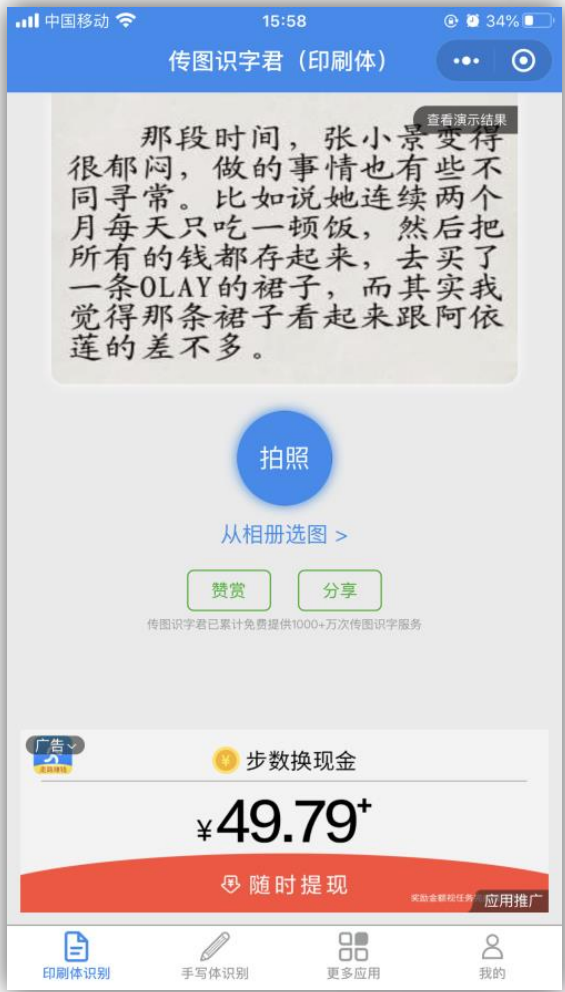 中国移动 15:58 34%
传图识字君（印刷体）
查看演示结果
那段时间，张小景变得
很郁闷，做的事情也有些不
同寻常。比如说她连续两个
月每天只吃一顿饭，然后把
所有的钱都存起来，去买了
一条OLAY的裙子，而其实我
觉得那条裙子看起来跟阿依
莲的差不多。
拍照
从相册选图 >
赞赏 分享
传图识字君已累计免费提供1000+万次传图识字服务
广告
步数换现金
¥49.79+
随时提现
奖励金额视任务
应用推广
印刷体识别 手写体识别 更多应用 我的